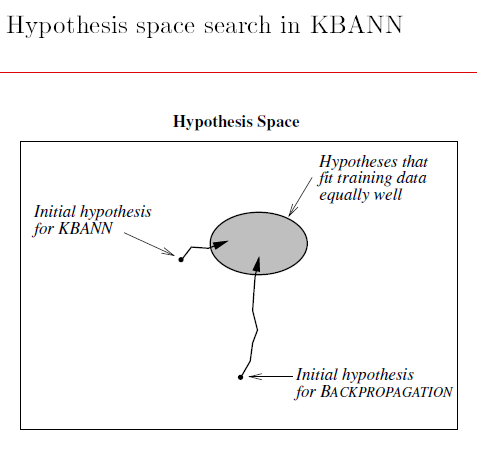 Hypothesis space search in KBANN
Hypothesis Space
Hypotheses that
fit training data
equally well
Initial hypothesis
for KBANN
Initial hypothesis
for BACKPROPAGATION